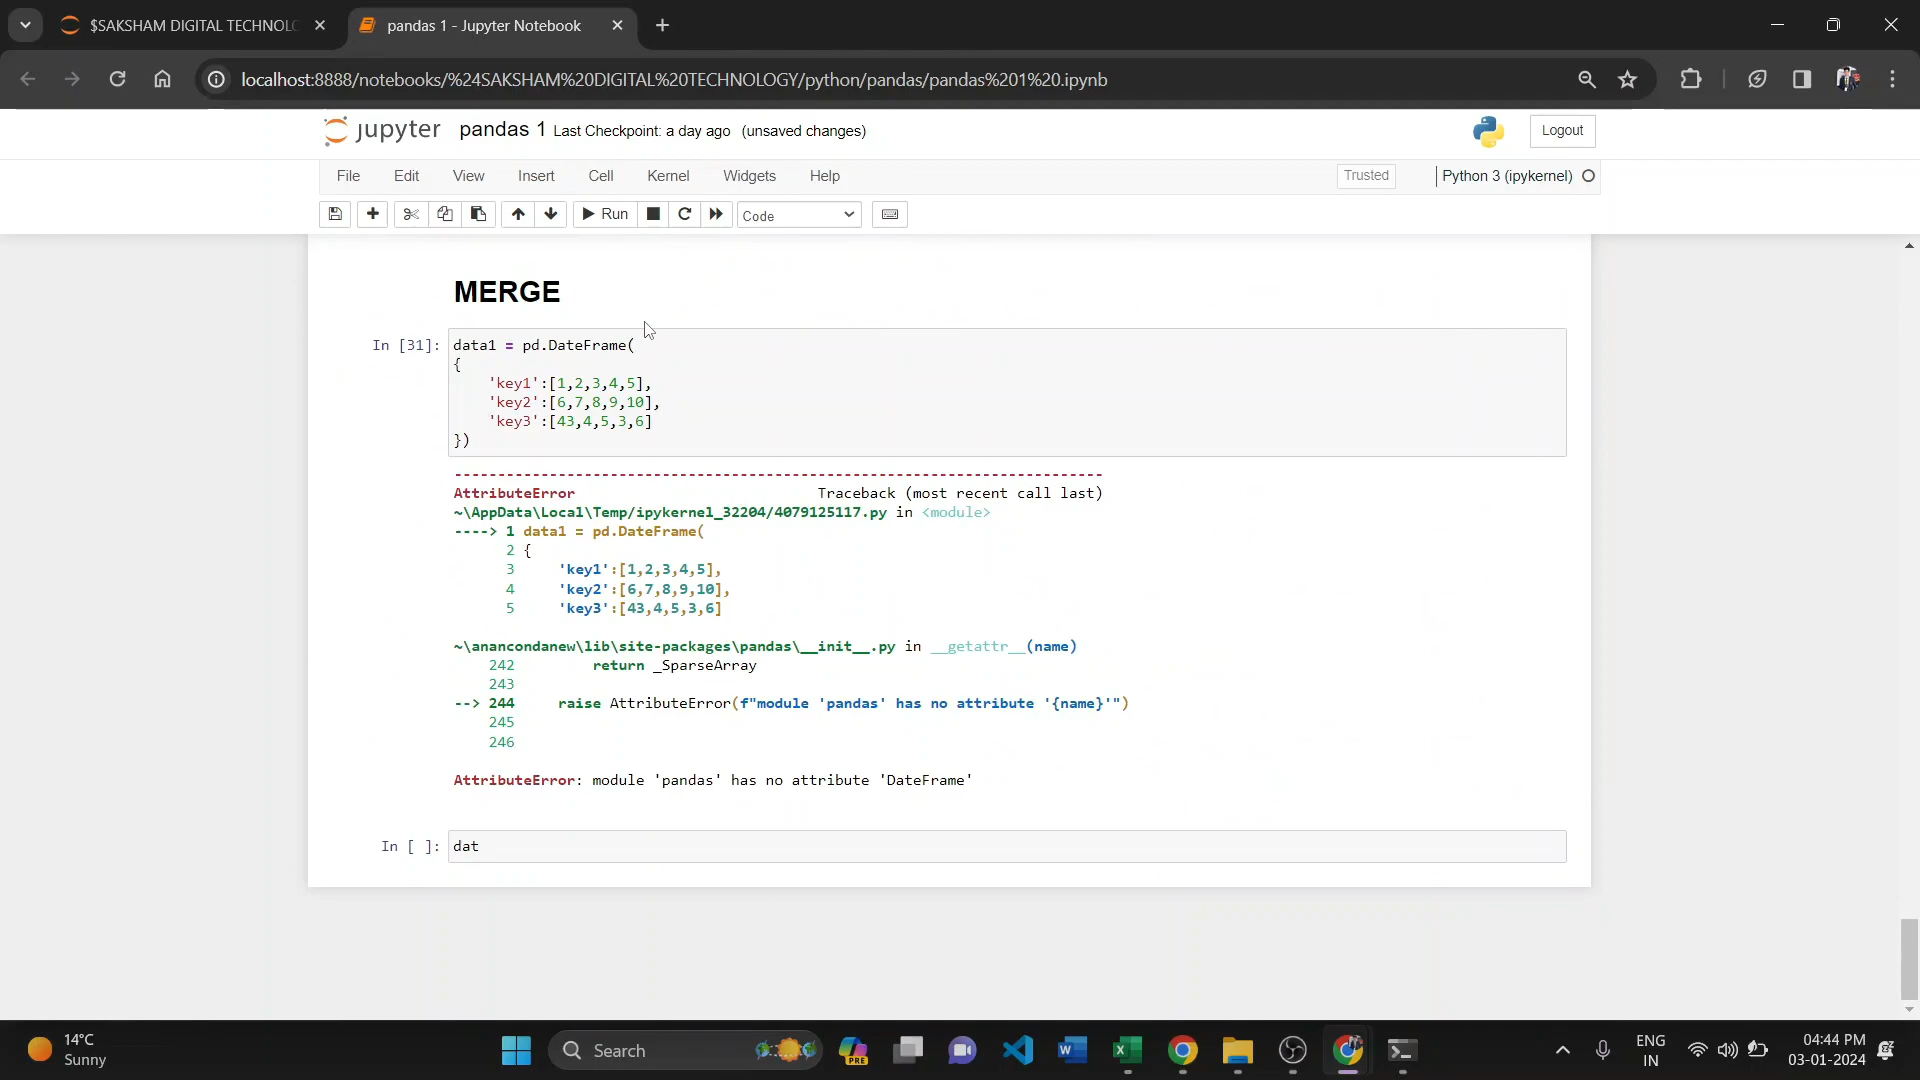 $SAKSHAM DIGITAL TECHNOLO
pandas 1 - Jupyter Notebook
localhost:8888/notebooks/%24SAKSHAM%20DIGITAL%20TECHNOLOGY/python/pandas/pandas%201%20.ipynb
jupyter pandas 1 Last Checkpoint: a day ago (unsaved changes)
Logout
File Edit View Insert Cell Kernel Widgets Help
Trusted
Python 3 (ipykernel)
Run
Code
MERGE
In [31]: data1 = pd.DateFrame(
{
    'key1':[1,2,3,4,5],
    'key2':[6,7,8,9,10],
    'key3':[43,4,5,3,6]
})
---------------------------------------------------------------------------
AttributeError                            Traceback (most recent call last)
~\AppData\Local\Temp/ipykernel_32204/4079125117.py in <module>
----> 1 data1 = pd.DateFrame(
      2 {
      3     'key1':[1,2,3,4,5],
      4     'key2':[6,7,8,9,10],
      5     'key3':[43,4,5,3,6]
~\anancondanew\lib\site-packages\pandas\__init__.py in __getattr__(name)
    242         return _SparseArray
    243
--> 244     raise AttributeError(f"module 'pandas' has no attribute '{name}'")
    245
    246
AttributeError: module 'pandas' has no attribute 'DateFrame'
In [ ]: dat
14°C
Sunny
Search
PRE
ENG
IN
04:44 PM
03-01-2024